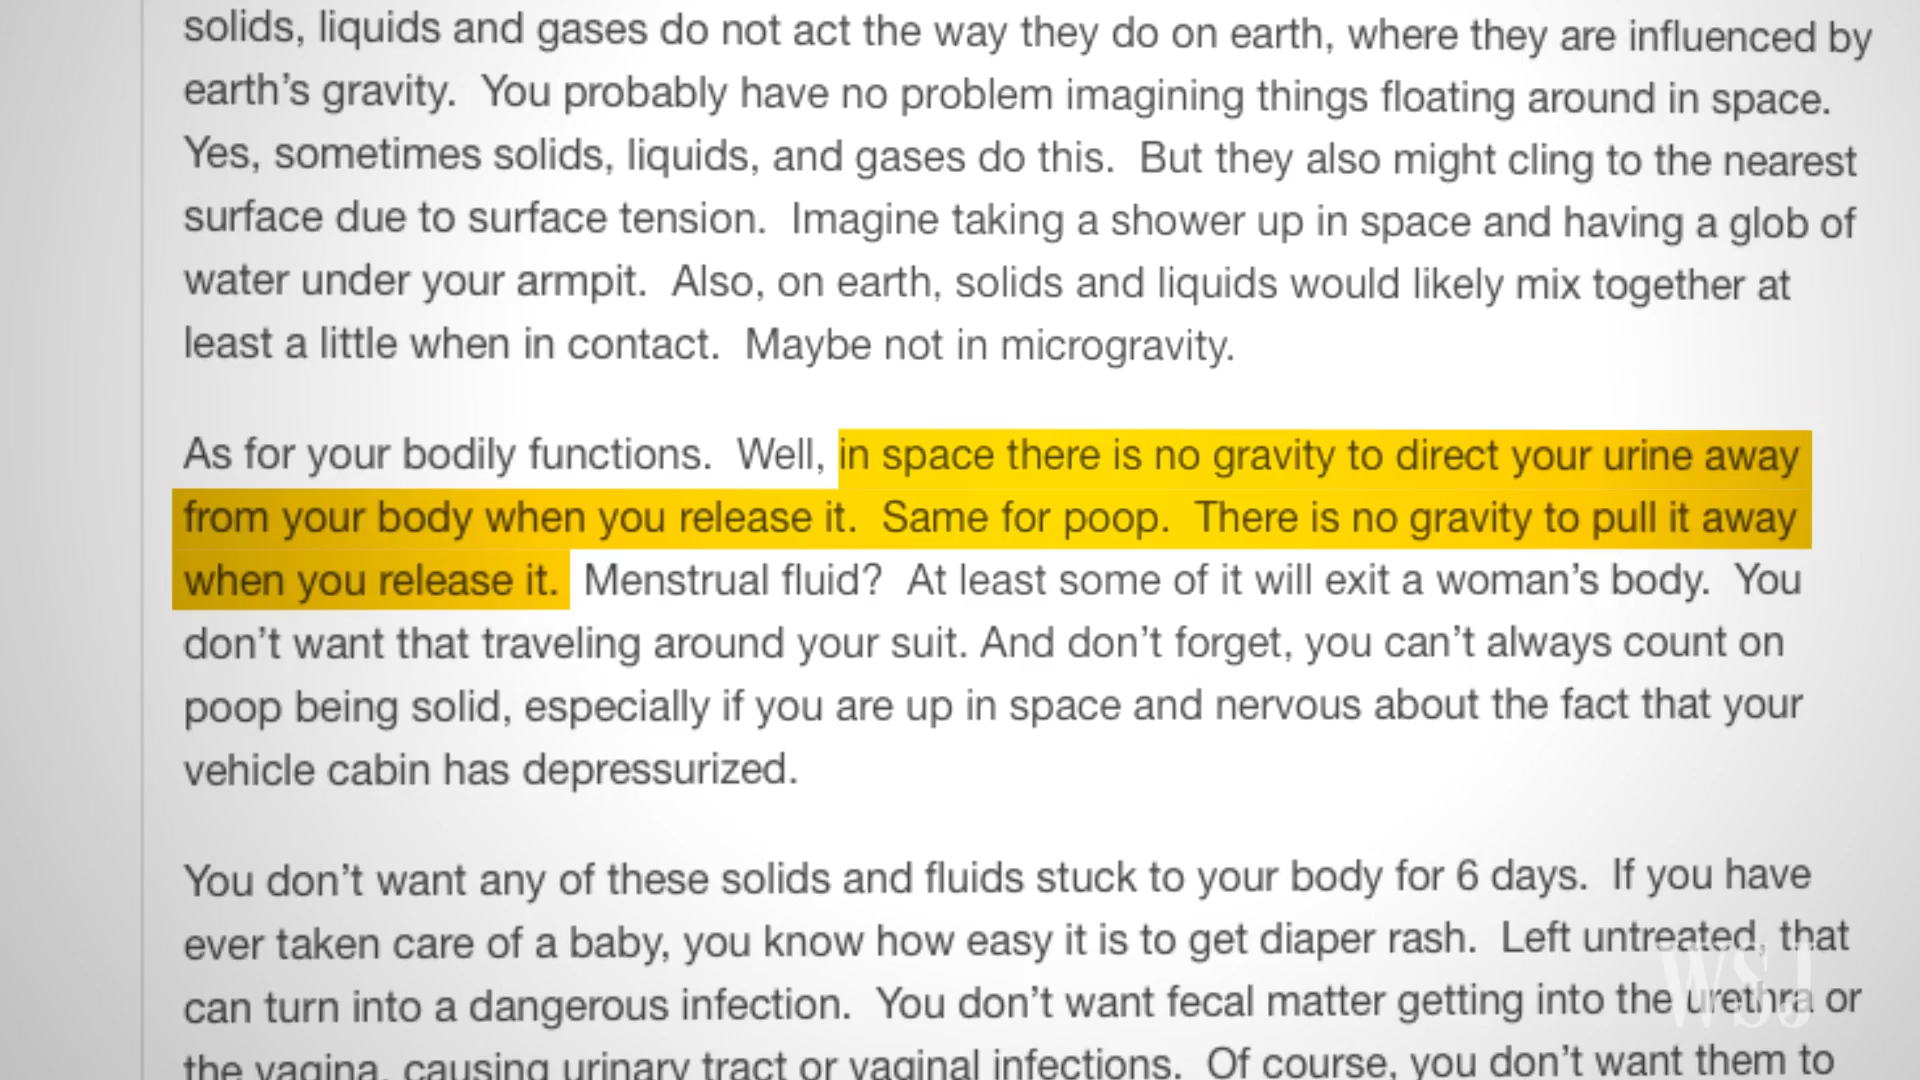 solids, liquids and gases do not act the way they do on earth, where they are influenced by
earth’s gravity.  You probably have no problem imagining things floating around in space.
Yes, sometimes solids, liquids, and gases do this.  But they also might cling to the nearest
surface due to surface tension.  Imagine taking a shower up in space and having a glob of
water under your armpit.  Also, on earth, solids and liquids would likely mix together at
least a little when in contact.  Maybe not in microgravity.
As for your bodily functions.  Well, in space there is no gravity to direct your urine away
from your body when you release it.  Same for poop.  There is no gravity to pull it away
when you release it.  Menstrual fluid?  At least some of it will exit a woman’s body.  You
don’t want that traveling around your suit. And don’t forget, you can’t always count on
poop being solid, especially if you are up in space and nervous about the fact that your
vehicle cabin has depressurized.
You don’t want any of these solids and fluids stuck to your body for 6 days.  If you have
ever taken care of a baby, you know how easy it is to get diaper rash.  Left untreated, that
can turn into a dangerous infection.  You don’t want fecal matter getting into the urethra or
the vagina, causing urinary tract or vaginal infections.  Of course, you don’t want them to
WSJ